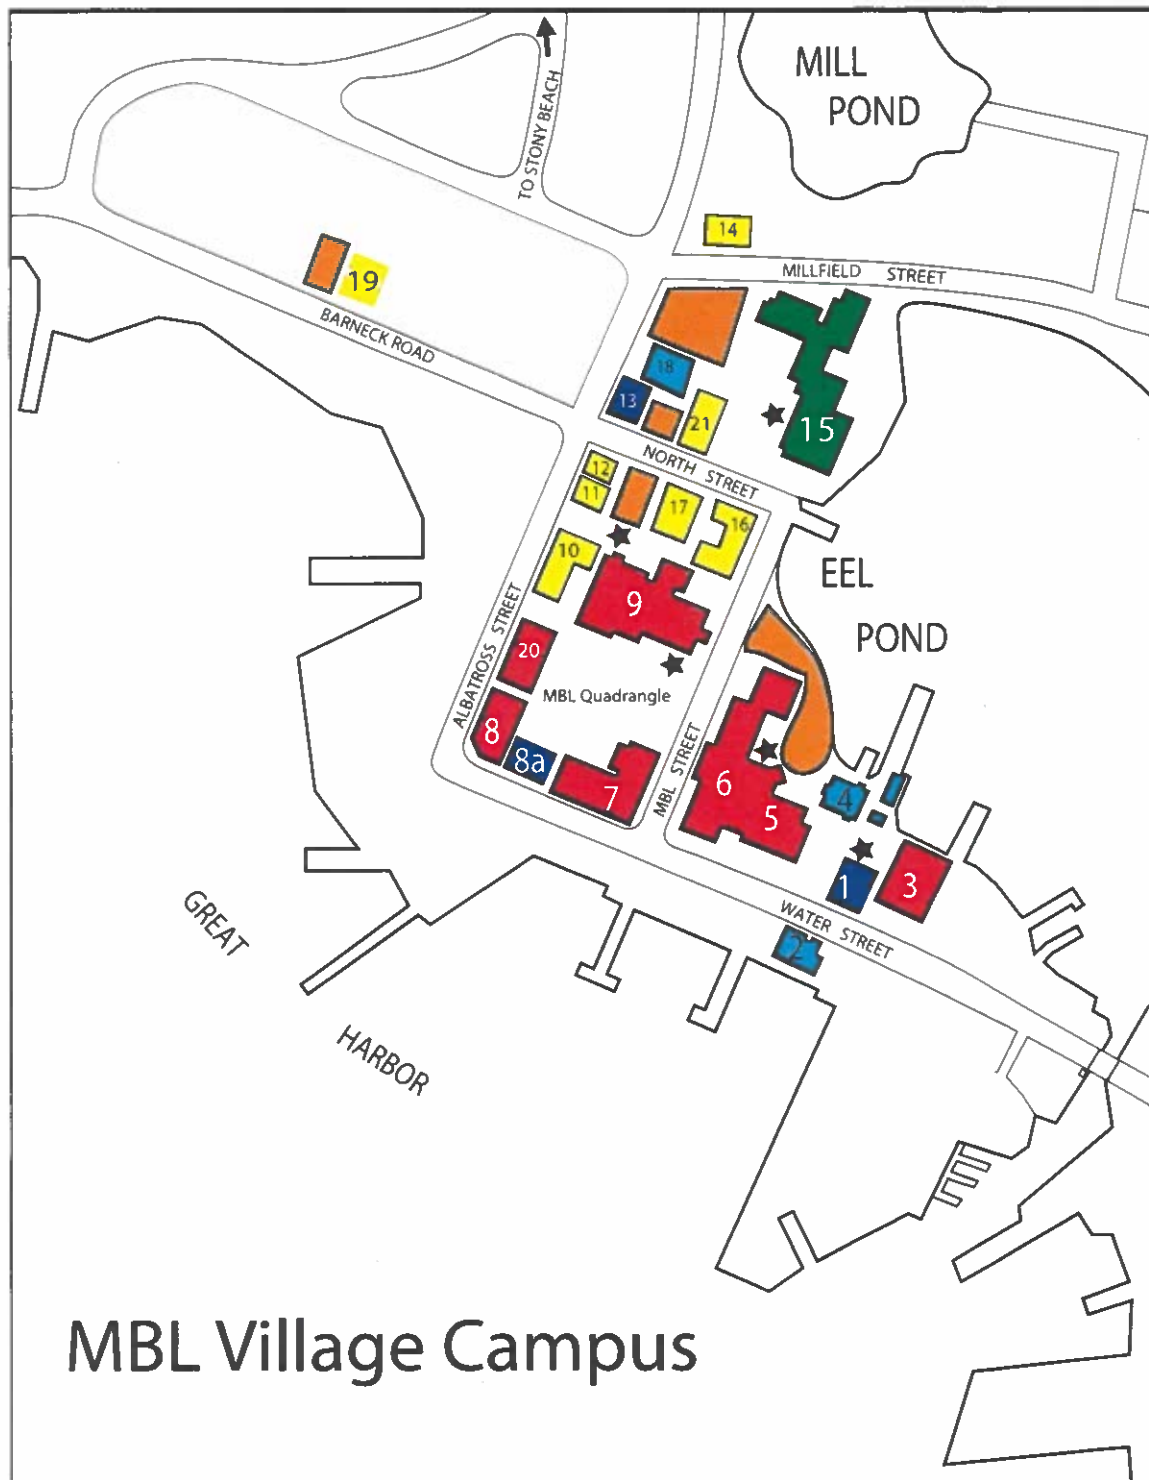 MILL
POND
TO STONY BEACH
14
MILLFIELD STREET
19
BARNECK ROAD
18
13
21
15
NORTH STREET
12
11
17
16
10
EEL
POND
9
ALBATROSS STREET
20
MBL Quadrangle
8
8a
7
MBL STREET
6
5
4
1
3
WATER STREET
2
GREAT
HARBOR
MBL Village Campus